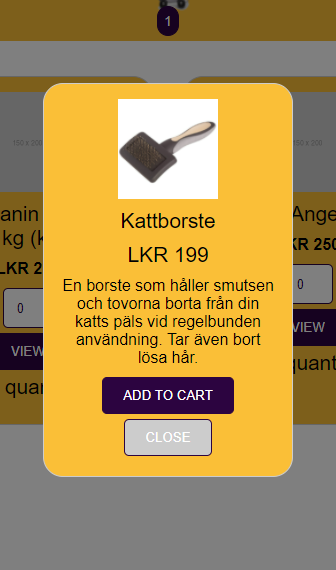 1
150 x 300
150 x 300
Kattborste
LKR 199
En borste som håller smutsen
och tovorna borta från din
katts päls vid regelbunden
användning. Tar även bort
lösa hår.
ADD TO CART
CLOSE
anin
kg (k
LKR 2
0
VIEW
quan
Ange
KR 250
0
VIEW
quant